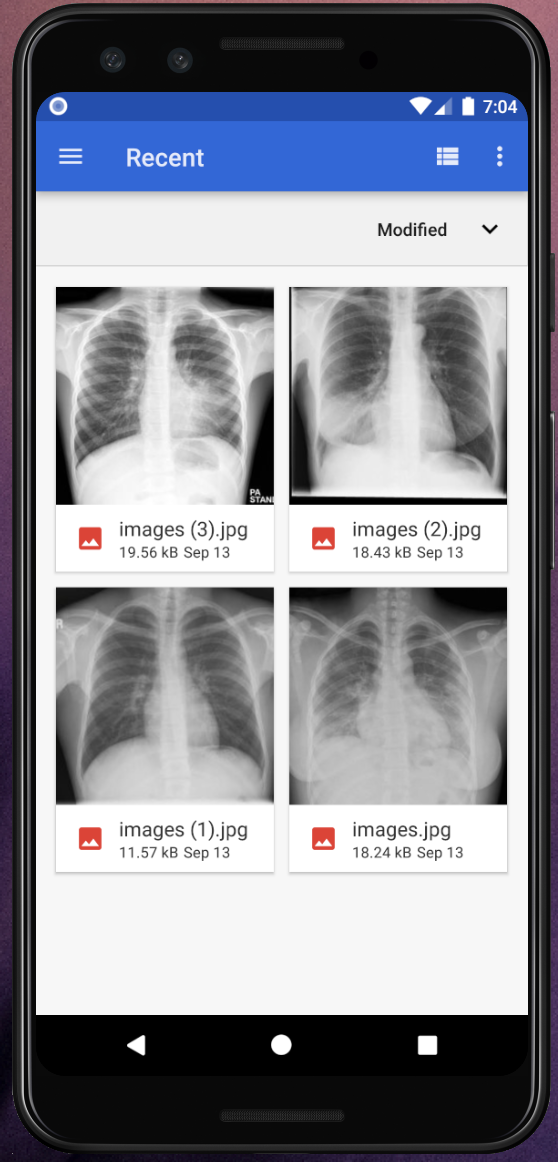 7:04
Recent
Modified
PA
STAN
images (3).jpg
19.56 kB Sep 13
images (2).jpg
18.43 kB Sep 13
R
images (1).jpg
11.57 kB Sep 13
images.jpg
18.24 kB Sep 13